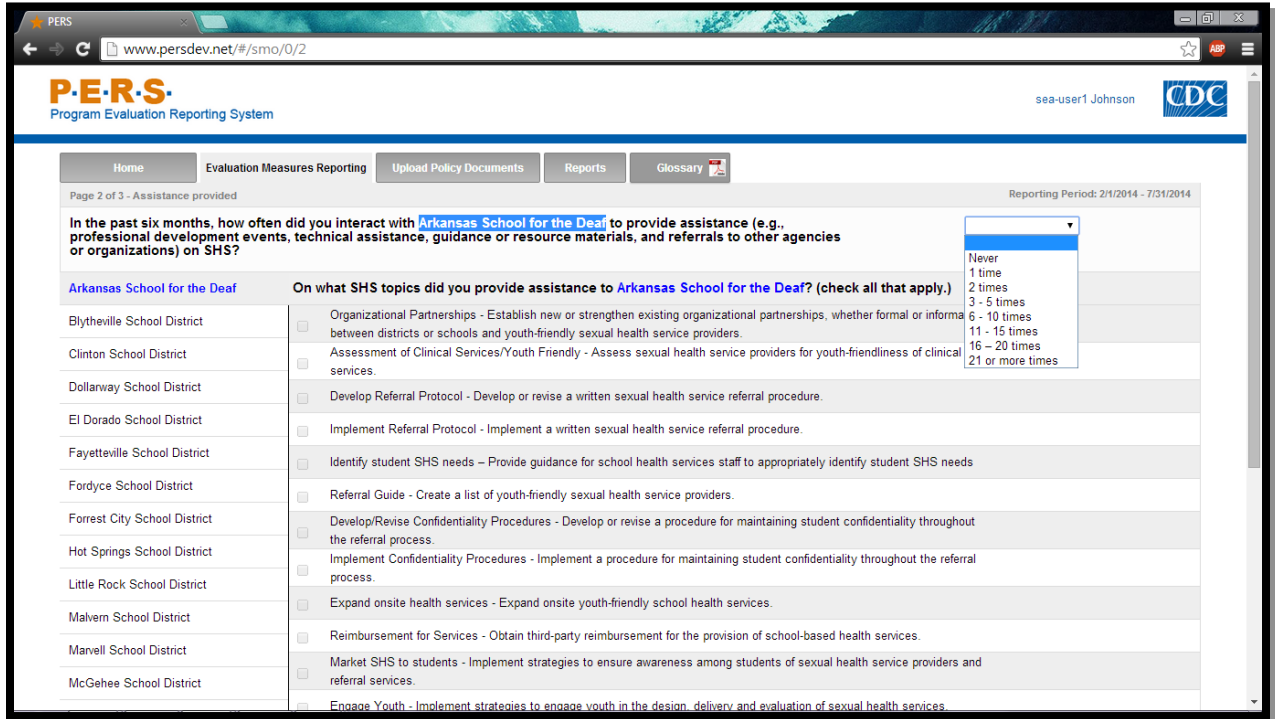 PERS
www.persdev.net/#/smo/0/2
ABP
P·E·R·S·
Program Evaluation Reporting System
sea-user1 Johnson
CDC
Home
Evaluation Measures Reporting
Upload Policy Documents
Reports
Glossary
Page 2 of 3 - Assistance provided
Reporting Period: 2/1/2014 - 7/31/2014
In the past six months, how often did you interact with Arkansas School for the Deaf to provide assistance (e.g.,
professional development events, technical assistance, guidance or resource materials, and referrals to other agencies
or organizations) on SHS?
Never
1 time
2 times
3 - 5 times
6 - 10 times
11 - 15 times
16 – 20 times
21 or more times
Arkansas School for the Deaf
On what SHS topics did you provide assistance to Arkansas School for the Deaf? (check all that apply.)
Blytheville School District
Clinton School District
Dollarway School District
El Dorado School District
Fayetteville School District
Fordyce School District
Forrest City School District
Hot Springs School District
Little Rock School District
Malvern School District
Marvell School District
McGehee School District
Organizational Partnerships - Establish new or strengthen existing organizational partnerships, whether formal or informa
between districts or schools and youth-friendly sexual health service providers.
Assessment of Clinical Services/Youth Friendly - Assess sexual health service providers for youth-friendliness of clinical
services.
Develop Referral Protocol - Develop or revise a written sexual health service referral procedure.
Implement Referral Protocol - Implement a written sexual health service referral procedure.
Identify student SHS needs – Provide guidance for school health services staff to appropriately identify student SHS needs
Referral Guide - Create a list of youth-friendly sexual health service providers.
Develop/Revise Confidentiality Procedures - Develop or revise a procedure for maintaining student confidentiality throughout
the referral process.
Implement Confidentiality Procedures - Implement a procedure for maintaining student confidentiality throughout the referral
process.
Expand onsite health services - Expand onsite youth-friendly school health services.
Reimbursement for Services - Obtain third-party reimbursement for the provision of school-based health services.
Market SHS to students - Implement strategies to ensure awareness among students of sexual health service providers and
referral services.
Engage Youth - Implement strategies to engage youth in the design, delivery and evaluation of sexual health services.